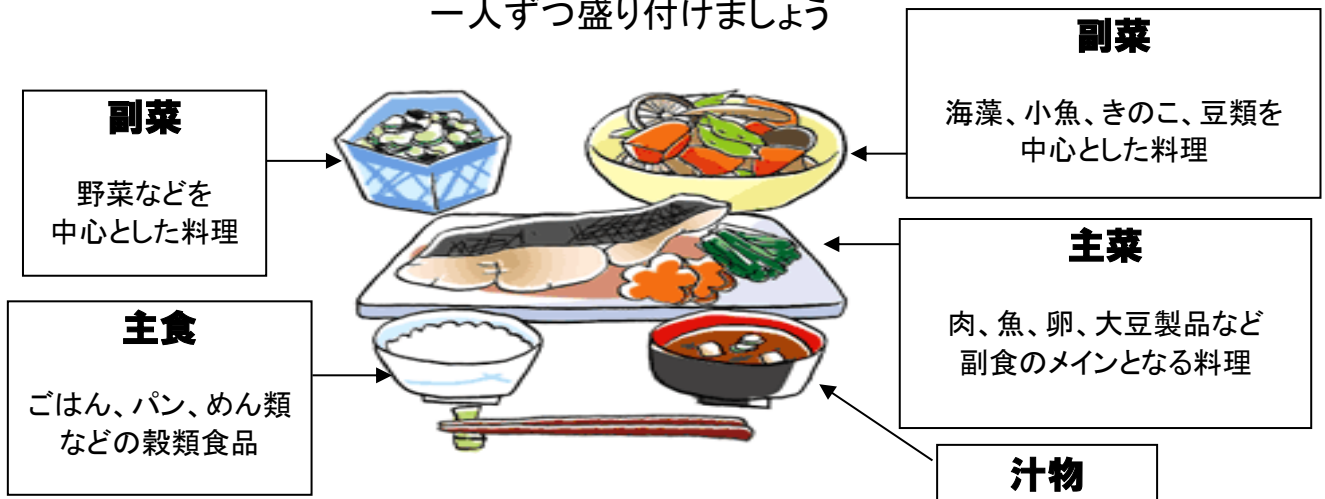 一人ずつ盛り付けましょう
副菜
野菜などを
中心とした料理
副菜
海藻、小魚、きのこ、豆類を
中心とした料理
主菜
肉、魚、卵、大豆製品など
副食のメインとなる料理
主食
ごはん、パン、めん類
などの穀類食品
汁物